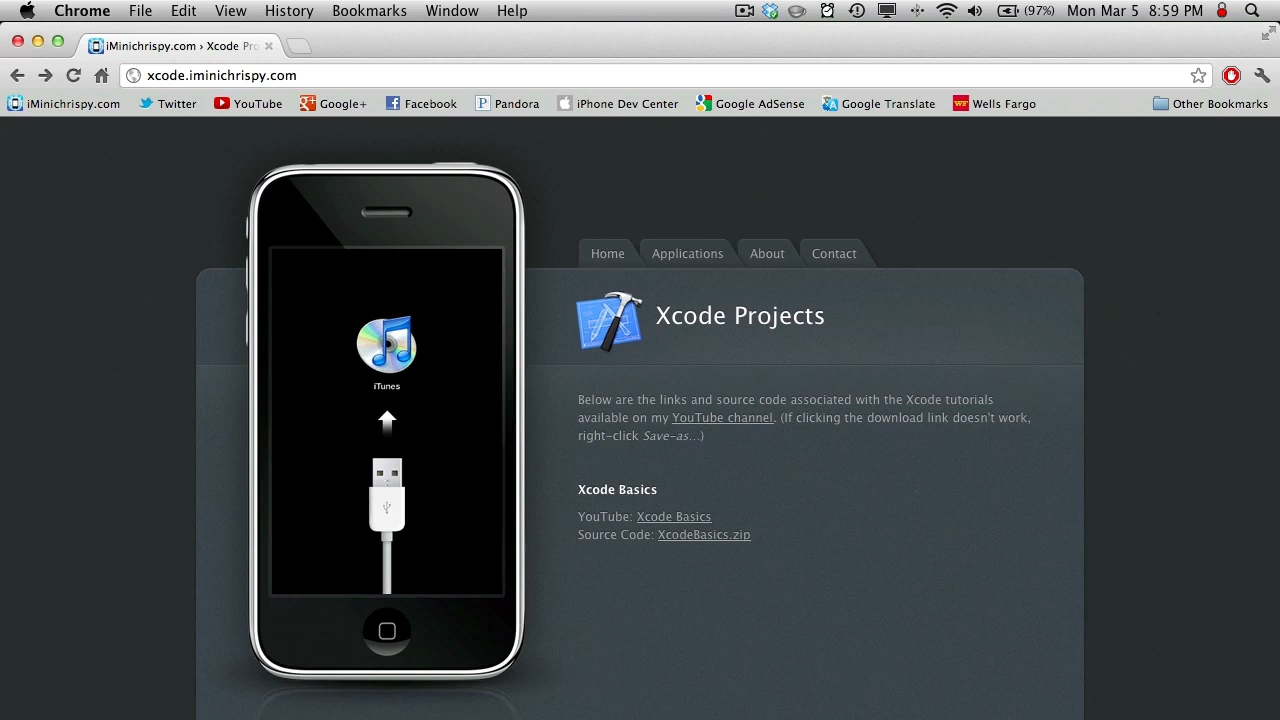 Chrome File Edit View History Bookmarks Window Help (97%) Mon Mar 5 8:59 PM
iMinichrispy.com › Xcode Pro
xcode.iminichrispy.com
iMinichrispy.com Twitter YouTube Google+ Facebook Pandora iPhone Dev Center Google AdSense Google Translate Wells Fargo Other Bookmarks
Home Applications About Contact
Xcode Projects
iTunes
Below are the links and source code associated with the Xcode tutorials
available on my YouTube channel. (If clicking the download link doesn't work,
right-click Save-as...)
Xcode Basics
YouTube: Xcode Basics
Source Code: XcodeBasics.zip